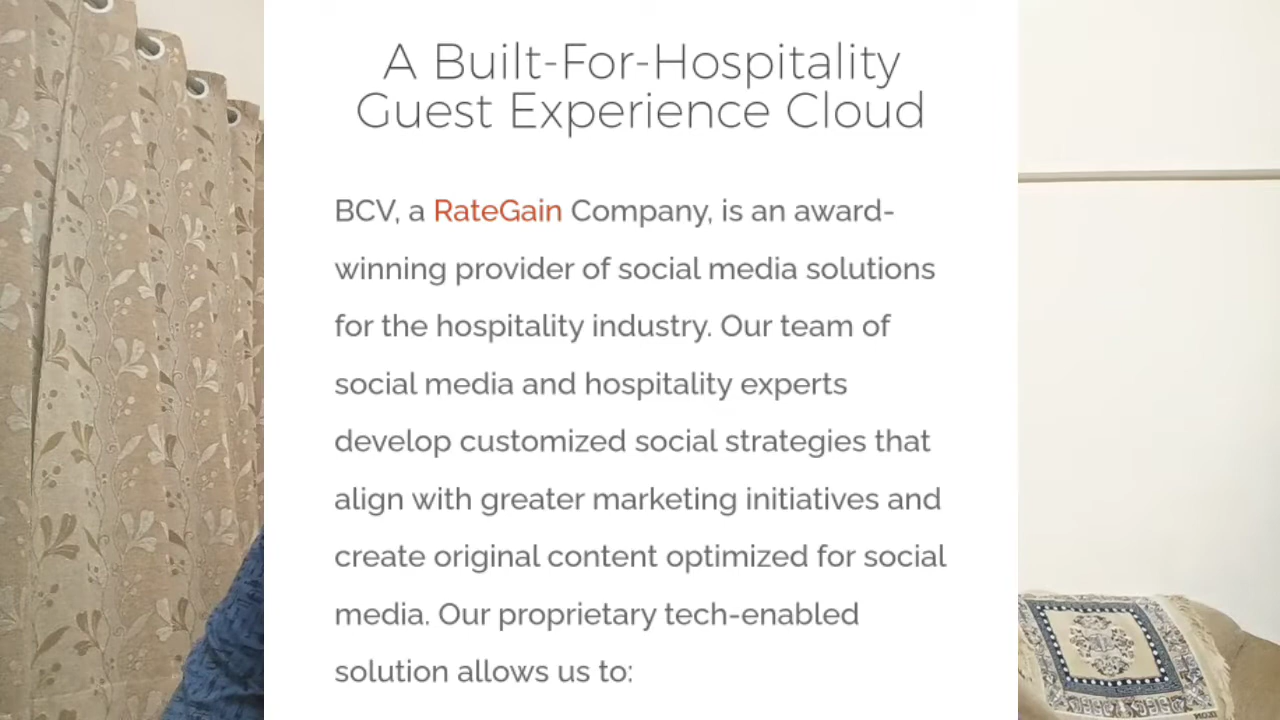 A Built-For-Hospitality
Guest Experience Cloud
BCV, a RateGain Company, is an award-
winning provider of social media solutions
for the hospitality industry. Our team of
social media and hospitality experts
develop customized social strategies that
align with greater marketing initiatives and
create original content optimized for social
media. Our proprietary tech-enabled
solution allows us to: